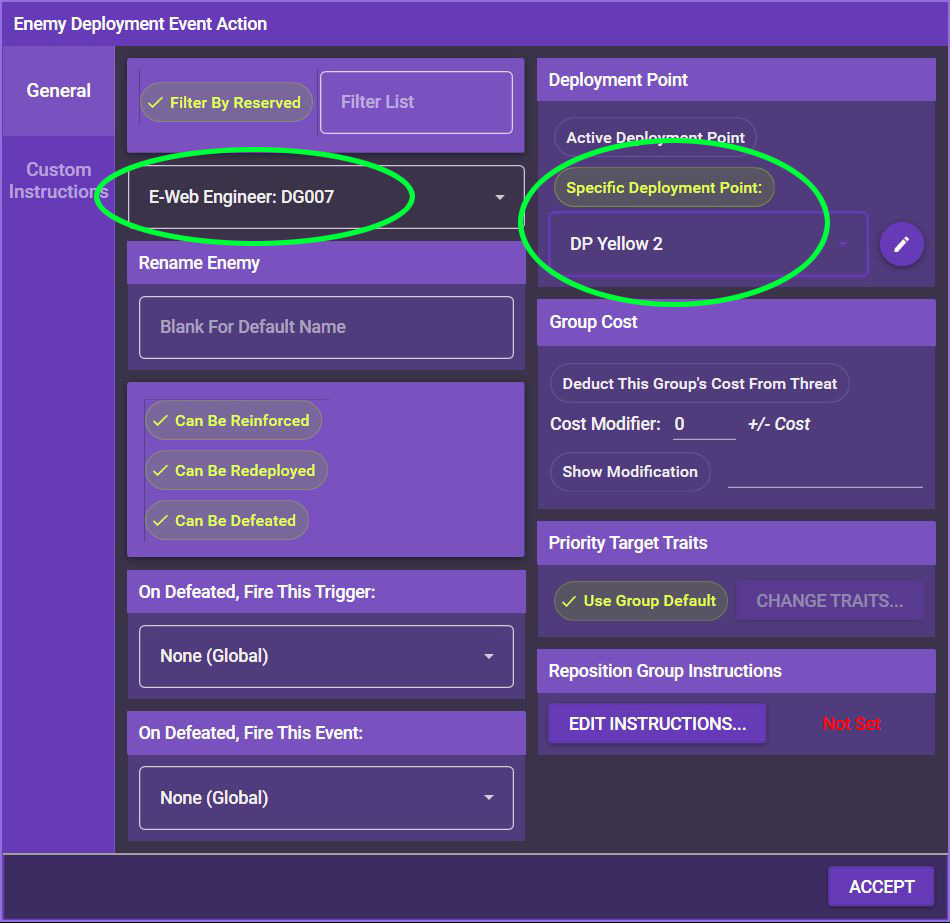 Enemy Deployment Event Action
General
Custom
Instructions
Filter By Reserved
Filter List
E-Web Engineer: DG007
Rename Enemy
Blank For Default Name
Can Be Reinforced
Can Be Redeployed
Can Be Defeated
On Defeated, Fire This Trigger:
None (Global)
On Defeated, Fire This Event:
None (Global)
Deployment Point
Active Deployment Point
Specific Deployment Point:
DP Yellow 2
Group Cost
Deduct This Group's Cost From Threat
Cost Modifier: 0 +/- Cost
Show Modification
Priority Target Traits
Use Group Default
CHANGE TRAITS...
Reposition Group Instructions
EDIT INSTRUCTIONS...
Not Set
ACCEPT